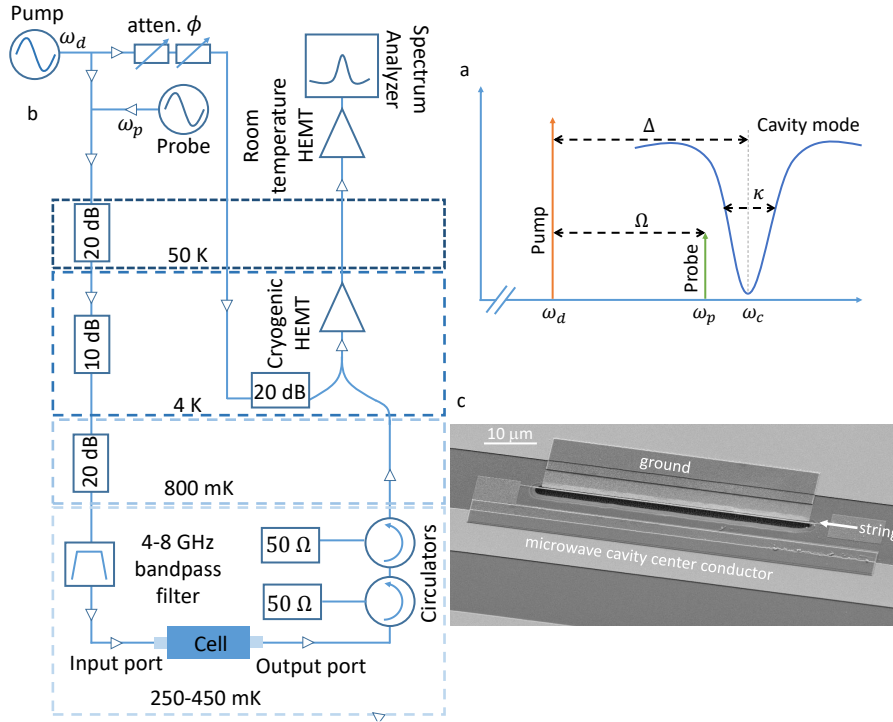 Pump
ω_d
atten. ϕ
b
ω_p
Probe
Room
temperature
HEMT
Spectrum
Analyzer
20 dB
50 K
10 dB
Cryogenic
HEMT
20 dB
4 K
20 dB
800 mK
4-8 GHz
bandpass
filter
50 Ω
50 Ω
Circulators
Cell
Input port
Output port
250-450 mK
a
Δ
Cavity mode
κ
Ω
Pump
Probe
ω_d
ω_p
ω_c
c
10 μm
ground
string
microwave cavity center conductor